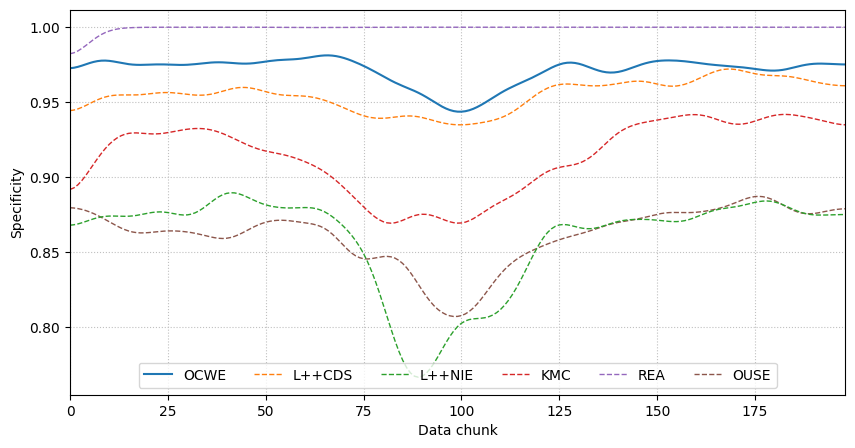 1.00
0.95
0.90
0.85
0.80
Specificity
OCWE L++CDS L++NIE KMC REA OUSE
0 25 50 75 100 125 150 175
Data chunk